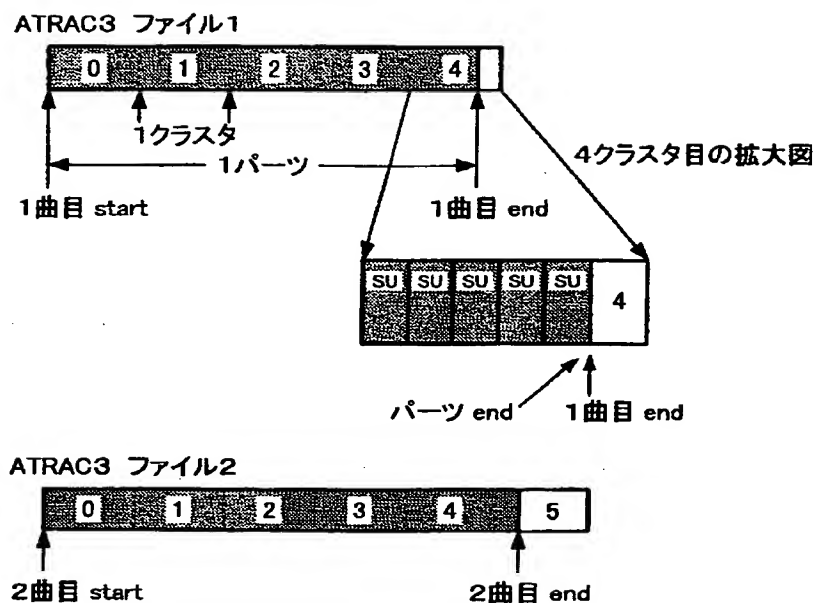 ATRAC3 ファイル1
0 1 2 3 4
1クラスタ
1パーツ
4クラスタ目の拡大図
1曲目 start
1曲目 end
SU SU SU SU SU
4
パーツ end
1曲目 end
ATRAC3 ファイル2
0 1 2 3 4 5
2曲目 start
2曲目 end